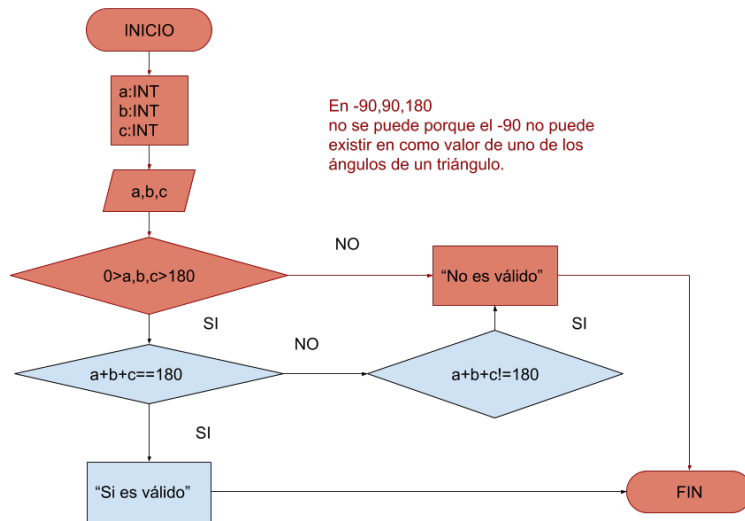 INICIO
a:INT
b:INT
c:INT
En -90,90,180
no se puede porque el -90 no puede
existir en como valor de uno de los
ángulos de un triángulo.
a,b,c
NO
0>a,b,c>180
“No es válido”
SI
SI
NO
a+b+c==180
a+b+c!=180
SI
“Si es válido”
FIN